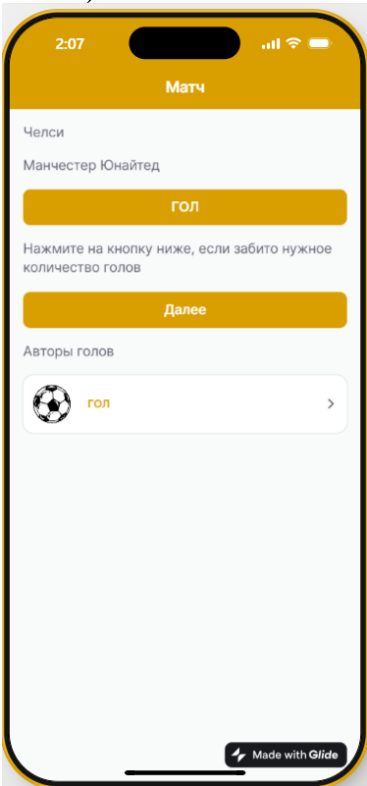 2:07
Матч
Челси
Манчестер Юнайтед
ГОЛ
Нажмите на кнопку ниже, если забито нужное
количество голов
Далее
Авторы голов
гол
Made with Glide